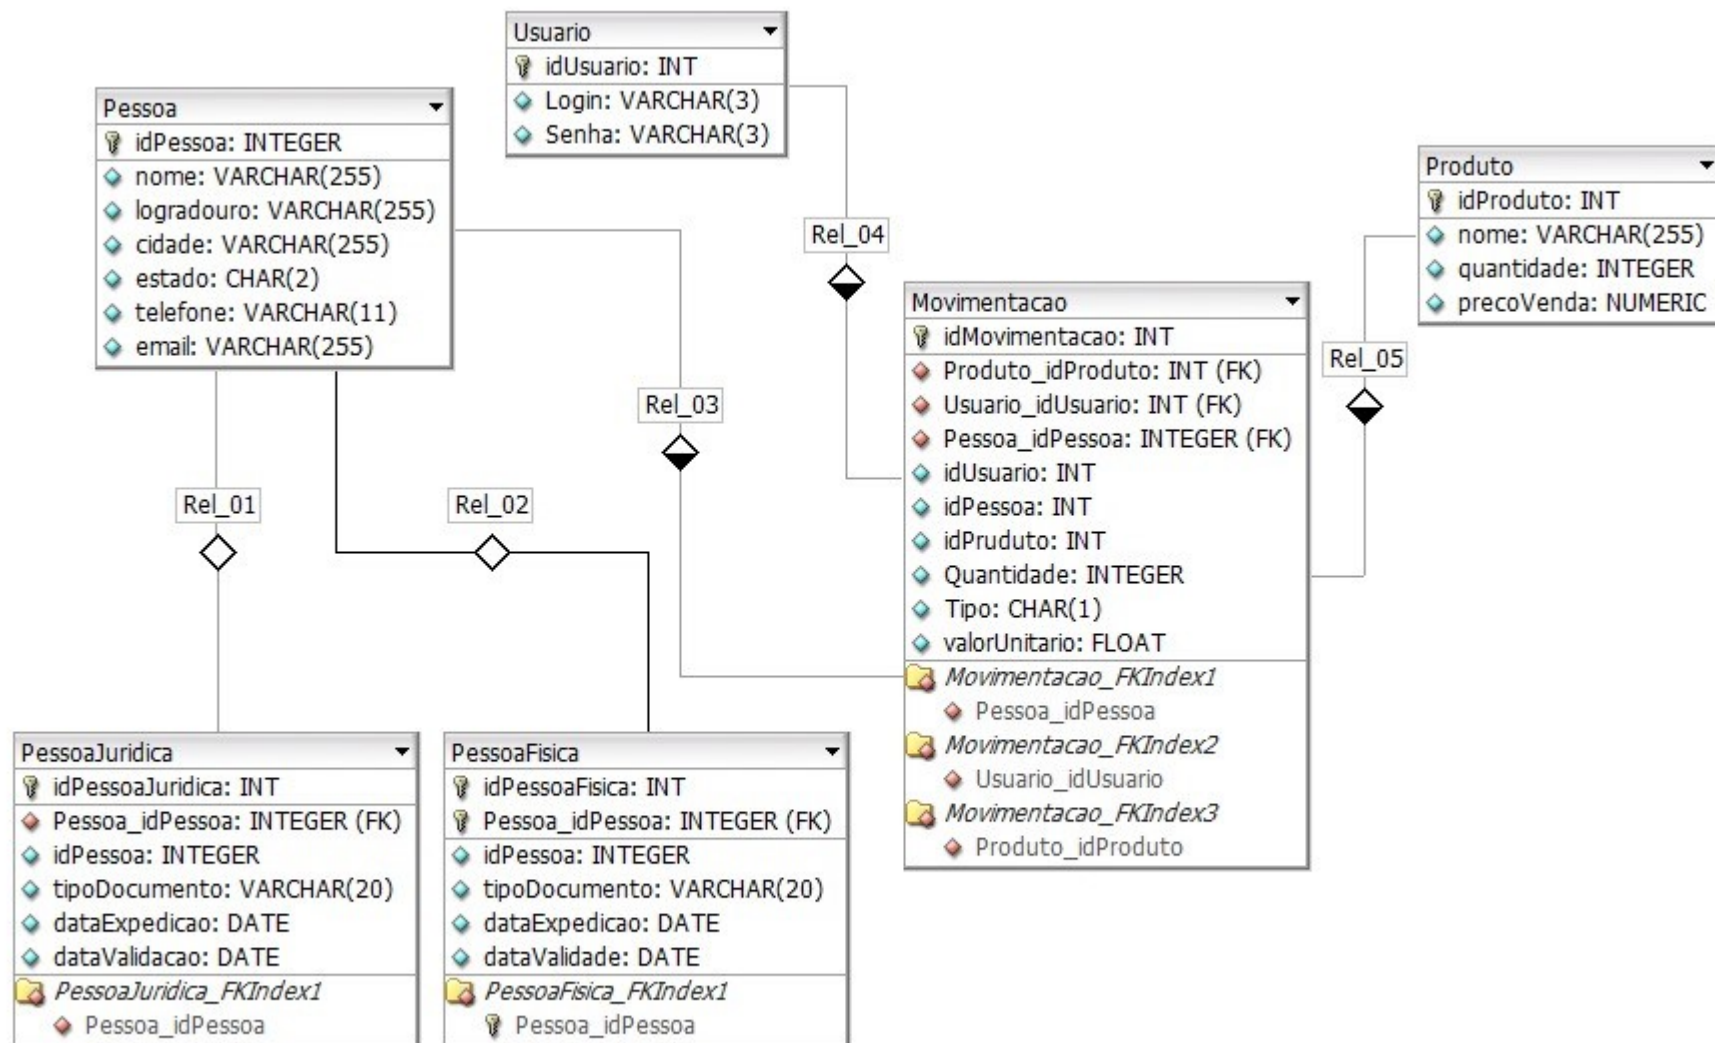 Usuario
idUsuario: INT
Login: VARCHAR(3)
Senha: VARCHAR(3)
Pessoa
idPessoa: INTEGER
nome: VARCHAR(255)
logradouro: VARCHAR(255)
cidade: VARCHAR(255)
estado: CHAR(2)
telefone: VARCHAR(11)
email: VARCHAR(255)
Produto
idProduto: INT
nome: VARCHAR(255)
quantidade: INTEGER
precoVenda: NUMERIC
Rel_04
Rel_05
Rel_03
Rel_01
Rel_02
Movimentacao
idMovimentacao: INT
Produto_idProduto: INT (FK)
Usuario_idUsuario: INT (FK)
Pessoa_idPessoa: INTEGER (FK)
idUsuario: INT
idPessoa: INT
idPruduto: INT
Quantidade: INTEGER
Tipo: CHAR(1)
valorUnitario: FLOAT
Movimentacao_FKIndex1
Pessoa_idPessoa
Movimentacao_FKIndex2
Usuario_idUsuario
Movimentacao_FKIndex3
Produto_idProduto
PessoaJuridica
idPessoaJuridica: INT
Pessoa_idPessoa: INTEGER (FK)
idPessoa: INTEGER
tipoDocumento: VARCHAR(20)
dataExpedicao: DATE
dataValidacao: DATE
PessoaJuridica_FKIndex1
Pessoa_idPessoa
PessoaFisica
idPessoaFisica: INT
Pessoa_idPessoa: INTEGER (FK)
idPessoa: INTEGER
tipoDocumento: VARCHAR(20)
dataExpedicao: DATE
dataValidade: DATE
PessoaFisica_FKIndex1
Pessoa_idPessoa